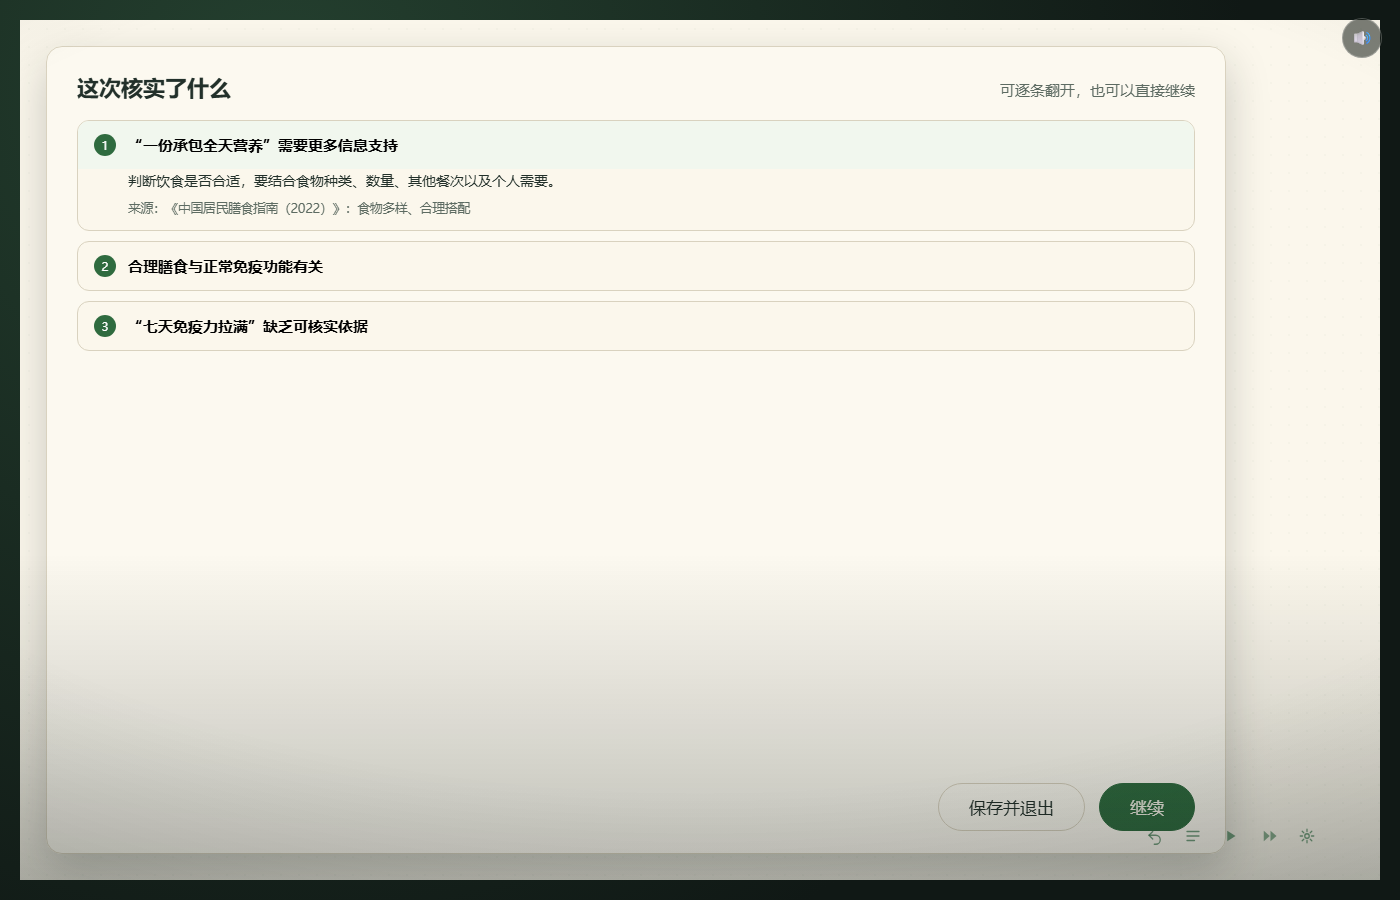 这次核实了什么
可逐条翻开，也可以直接继续
1 “一份承包全天营养”需要更多信息支持
判断饮食是否合适，要结合食物种类、数量、其他餐次以及个人需要。
来源：《中国居民膳食指南（2022）》：食物多样、合理搭配
2 合理膳食与正常免疫功能有关
3 “七天免疫力拉满”缺乏可核实依据
保存并退出
继续